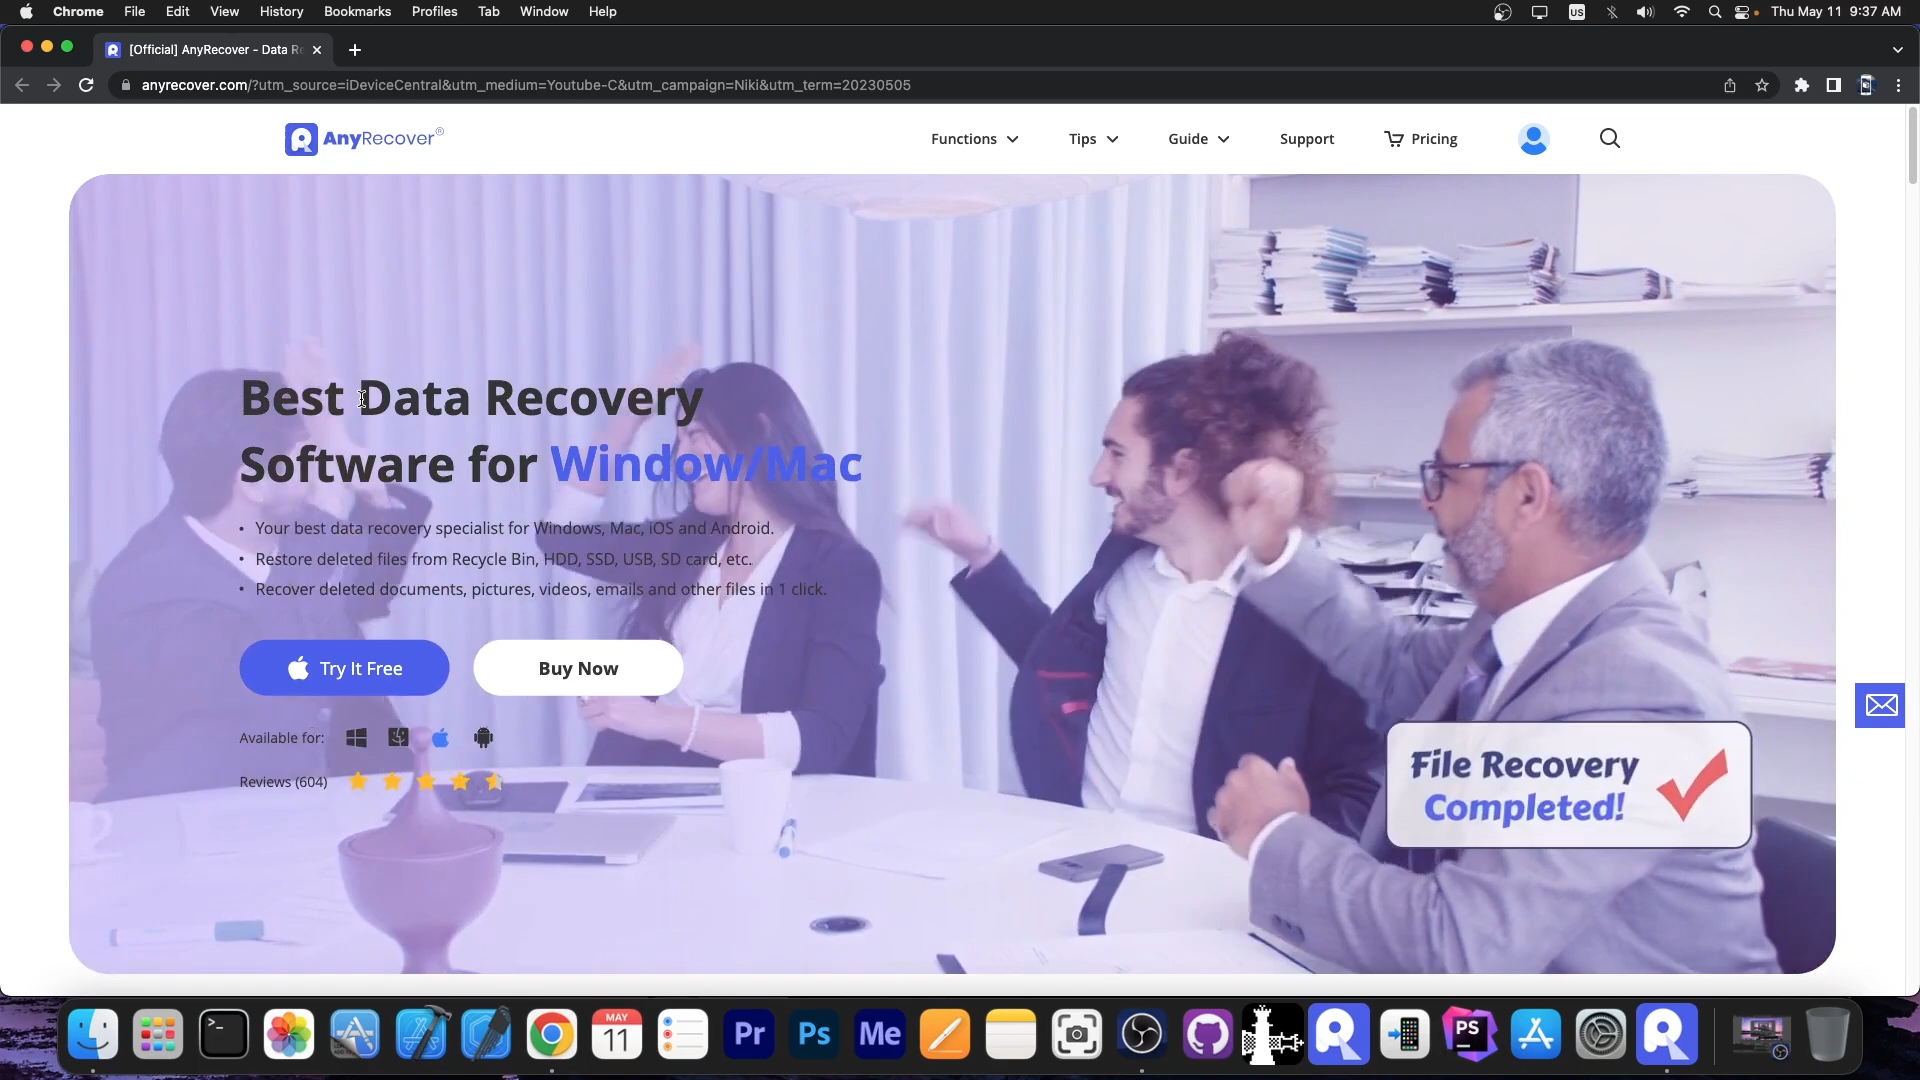 Chrome File Edit View History Bookmarks Profiles Tab Window Help US Thu May 11 9:37 AM
[Official] AnyRecover - Data Re
anyrecover.com/?utm_source=iDeviceCentral&utm_medium=Youtube-C&utm_campaign=Niki&utm_term=20230505
AnyRecover® Functions Tips Guide Support Pricing
Best Data Recovery
Software for Window/Mac
• Your best data recovery specialist for Windows, Mac, iOS and Android.
• Restore deleted files from Recycle Bin, HDD, SSD, USB, SD card, etc.
• Recover deleted documents, pictures, videos, emails and other files in 1 click.
Try It Free Buy Now
Available for:
Reviews (604)
File Recovery
Completed!
MAY
11
Pr Ps Me PS